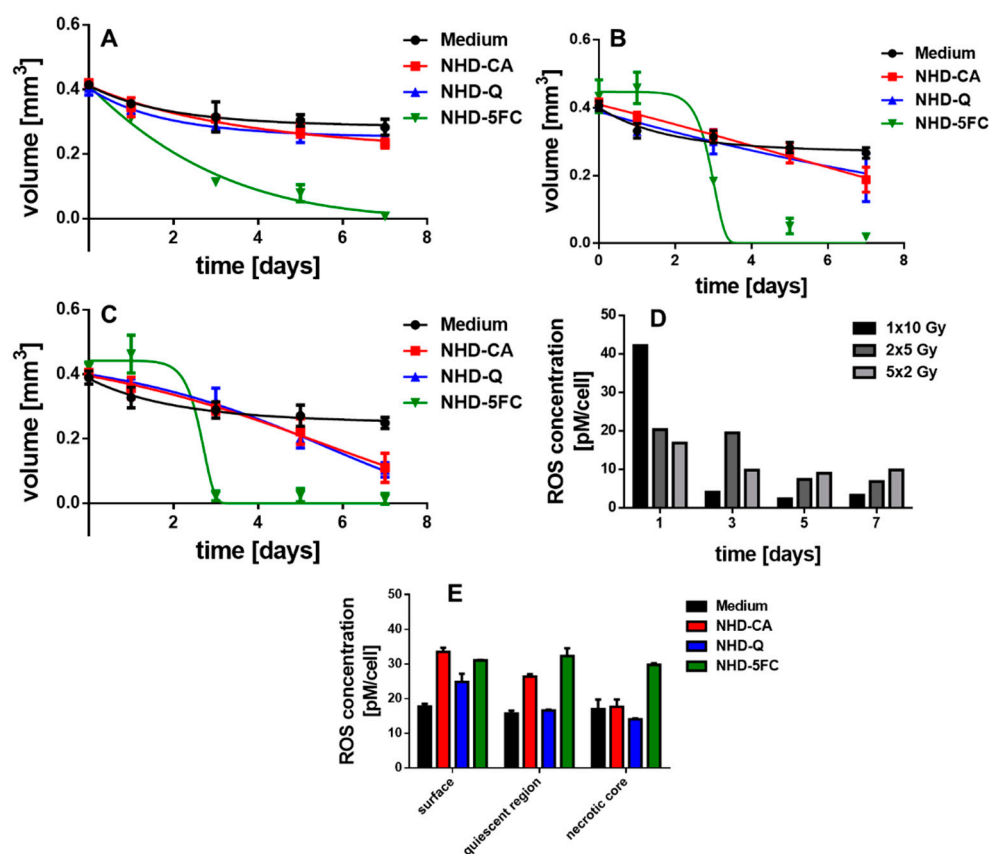 A
0.6
0.4
0.2
0.0
volume [mm³]
2
4
6
8
time [days]
Medium
NHD-CA
NHD-Q
NHD-5FC
B
0.6
0.4
0.2
0.0
volume [mm³]
0
2
4
6
8
time [days]
Medium
NHD-CA
NHD-Q
NHD-5FC
C
0.6
0.4
0.2
0.0
volume [mm³]
2
4
6
8
time [days]
Medium
NHD-CA
NHD-Q
NHD-5FC
D
50
40
30
20
10
0
ROS concentration
[pM/cell]
1
3
5
7
time [days]
1x10 Gy
2x5 Gy
5x2 Gy
E
50
40
30
20
10
0
ROS concentration
[pM/cell]
surface
quiescent region
necrotic core
Medium
NHD-CA
NHD-Q
NHD-5FC